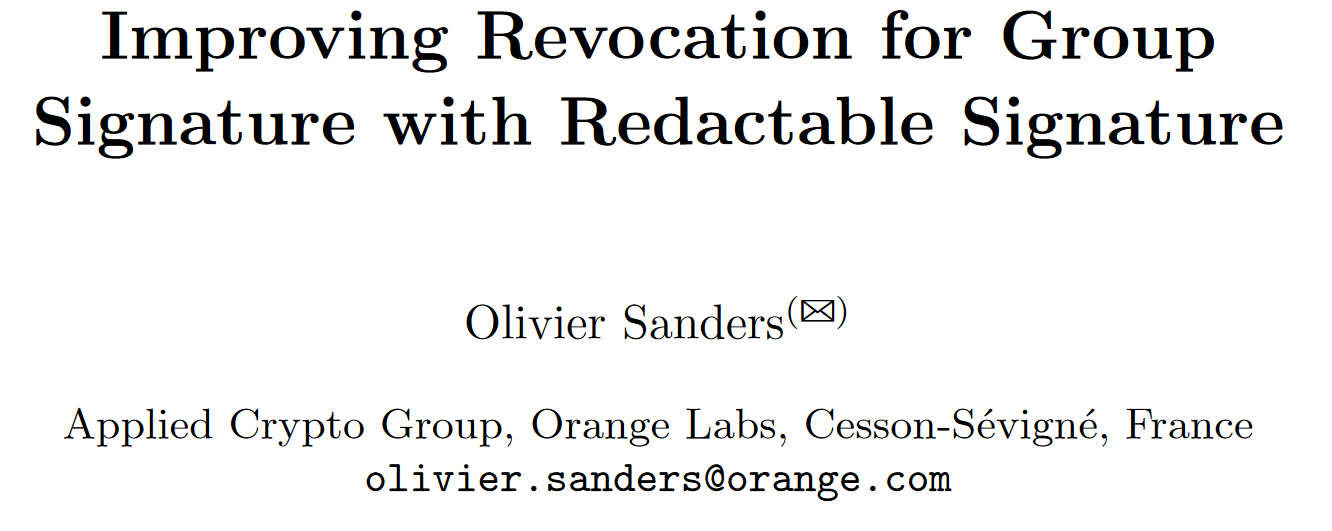 Improving Revocation for Group
Signature with Redactable Signature
Olivier Sanders(✉)
Applied Crypto Group, Orange Labs, Cesson-Sévigné, France
olivier.sanders@orange.com